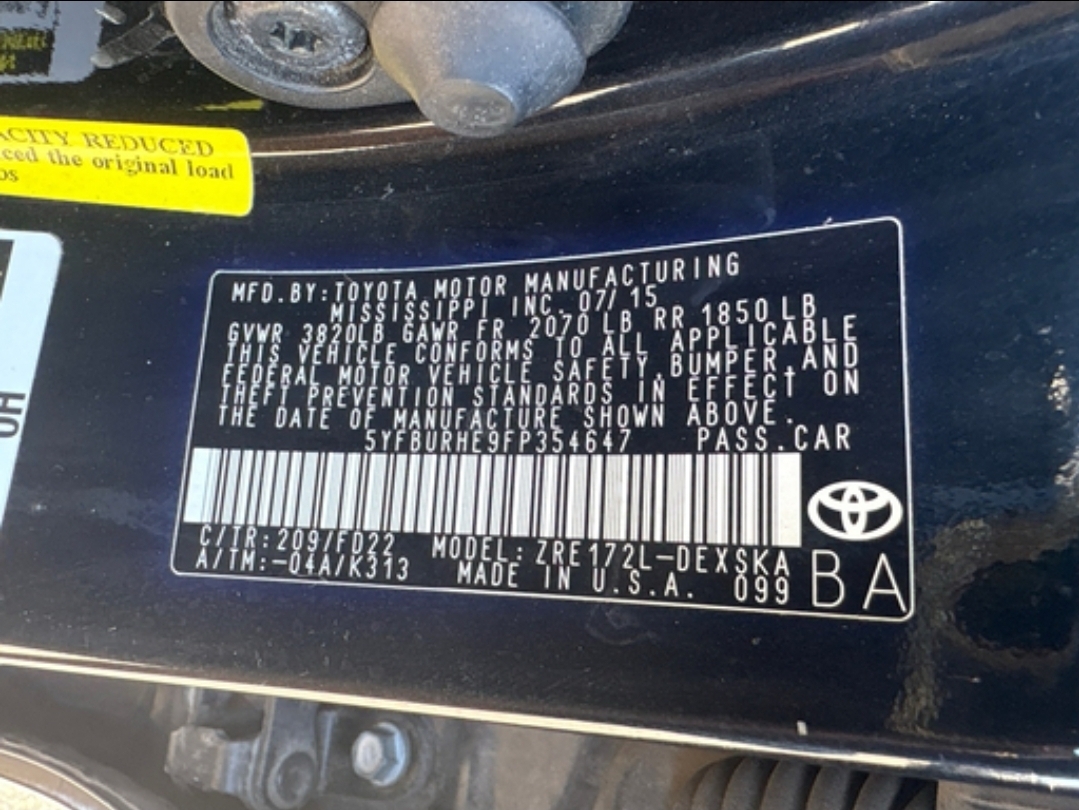 ACITY REDUCED
ced the original load
os
MFD.BY:TOYOTA MOTOR MANUFACTURING
MISSISSIPPI INC. 07/15
GVWR 3820LB GAWR FR 2070 LB RR 1850 LB
THIS VEHICLE CONFORMS TO ALL APPLICABLE
FEDERAL MOTOR VEHICLE SAFETY,BUMPER,AND
THEFT PREVENTION STANDARDS IN EFFECT ON
THE DATE OF MANUFACTURE SHOWN ABOVE.
5YFBURHE9FP354647 PASS.CAR
C/TR:209/FD22 MODEL:ZRE172L-DEXSKA
A/TM:-04A/K313 MADE IN U.S.A. 099 BA